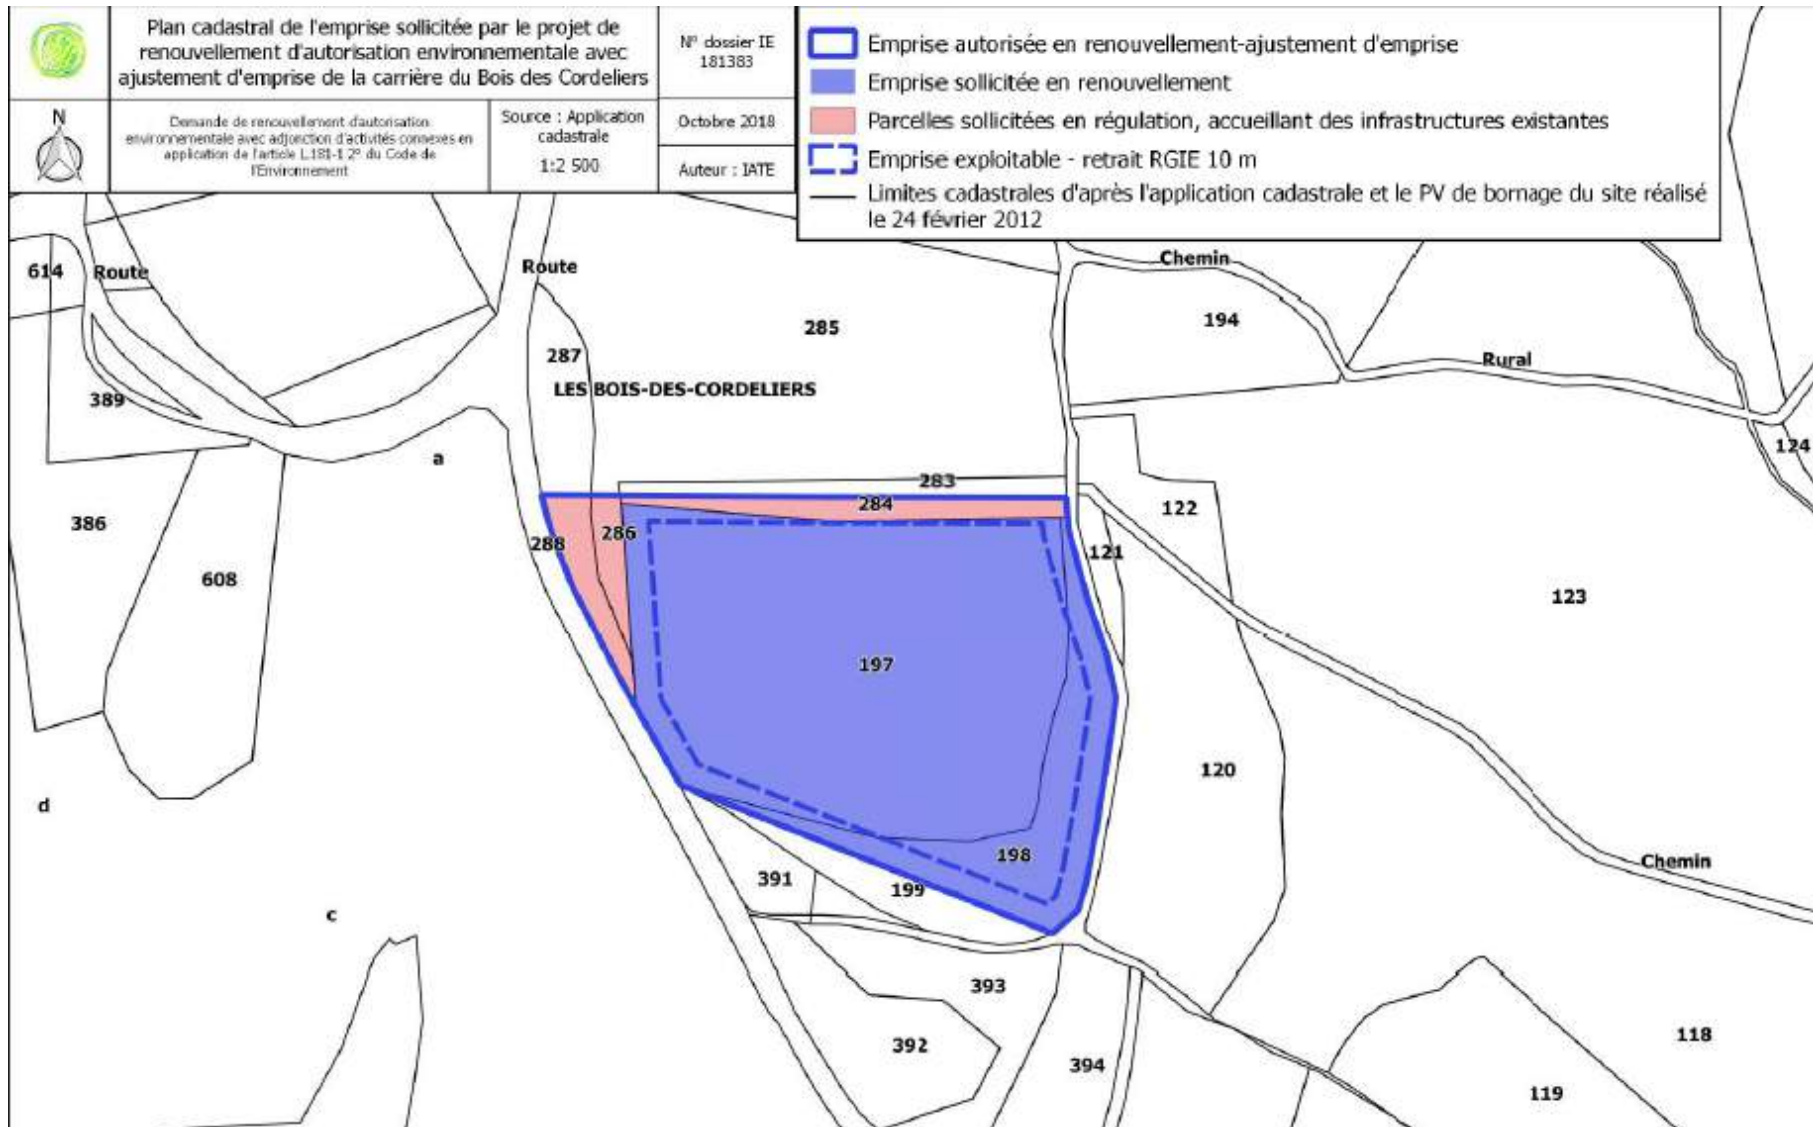 Plan cadastral de l'emprise sollicitée par le projet de
renouvellement d'autorisation environnementale avec
ajustement d'emprise de la carrière du Bois des Cordeliers
N° dossier IE
181383
N
Demande de renouvellement d'autorisation
environnementale avec adjonction d'activités connexes en
application de l'article L.181-1 2° du Code de
l'Environnement
Source : Application
cadastrale
1:2 500
Octobre 2018
Auteur : IATE
Emprise autorisée en renouvellement-ajustement d'emprise
Emprise sollicitée en renouvellement
Parcelles sollicitées en régulation, accueillant des infrastructures existantes
Emprise exploitable - retrait RGIE 10 m
Limites cadastrales d'après l'application cadastrale et le PV de bornage du site réalisé
le 24 février 2012
614
Route
Route
Chemin
285
194
287
Rural
LES BOIS-DES-CORDELIERS
389
124
a
283
284
122
386
288
286
121
608
123
197
120
d
198
Chemin
391
199
c
393
118
392
394
119